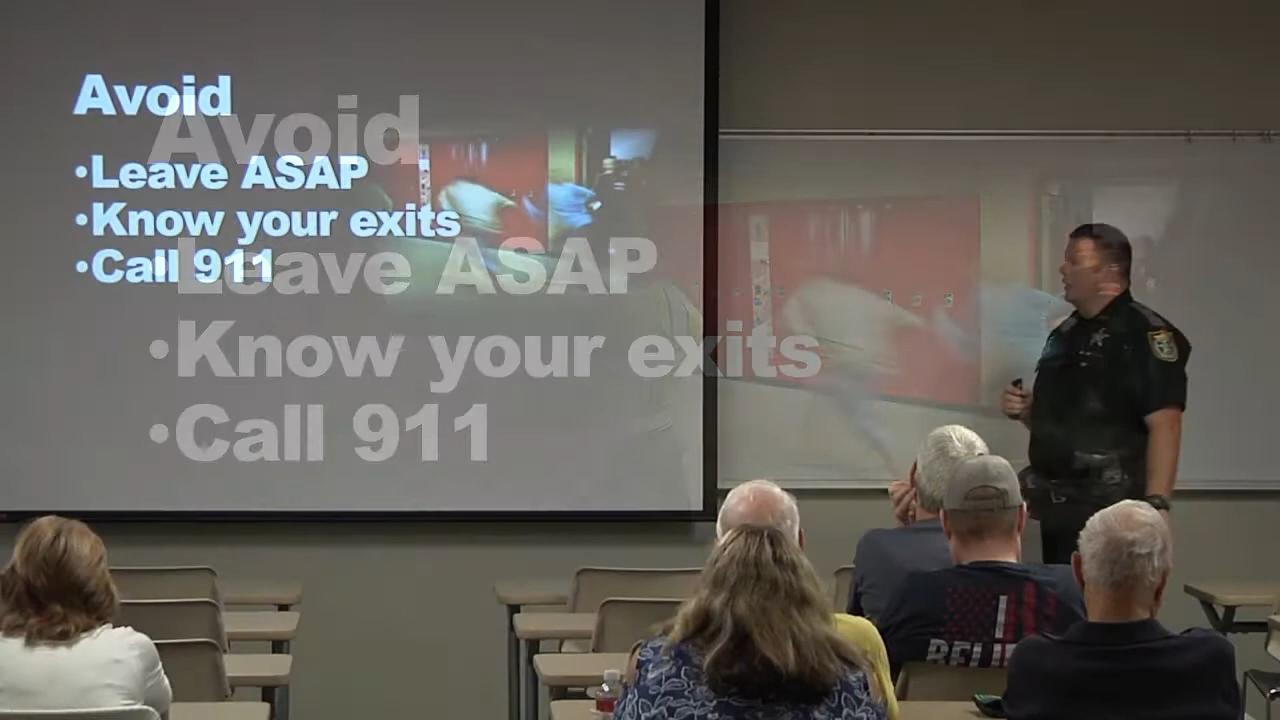 Avoid
•Leave ASAP
•Know your exits
•Call 911
Avoid
Leave ASAP
•Know your exits
•Call 911